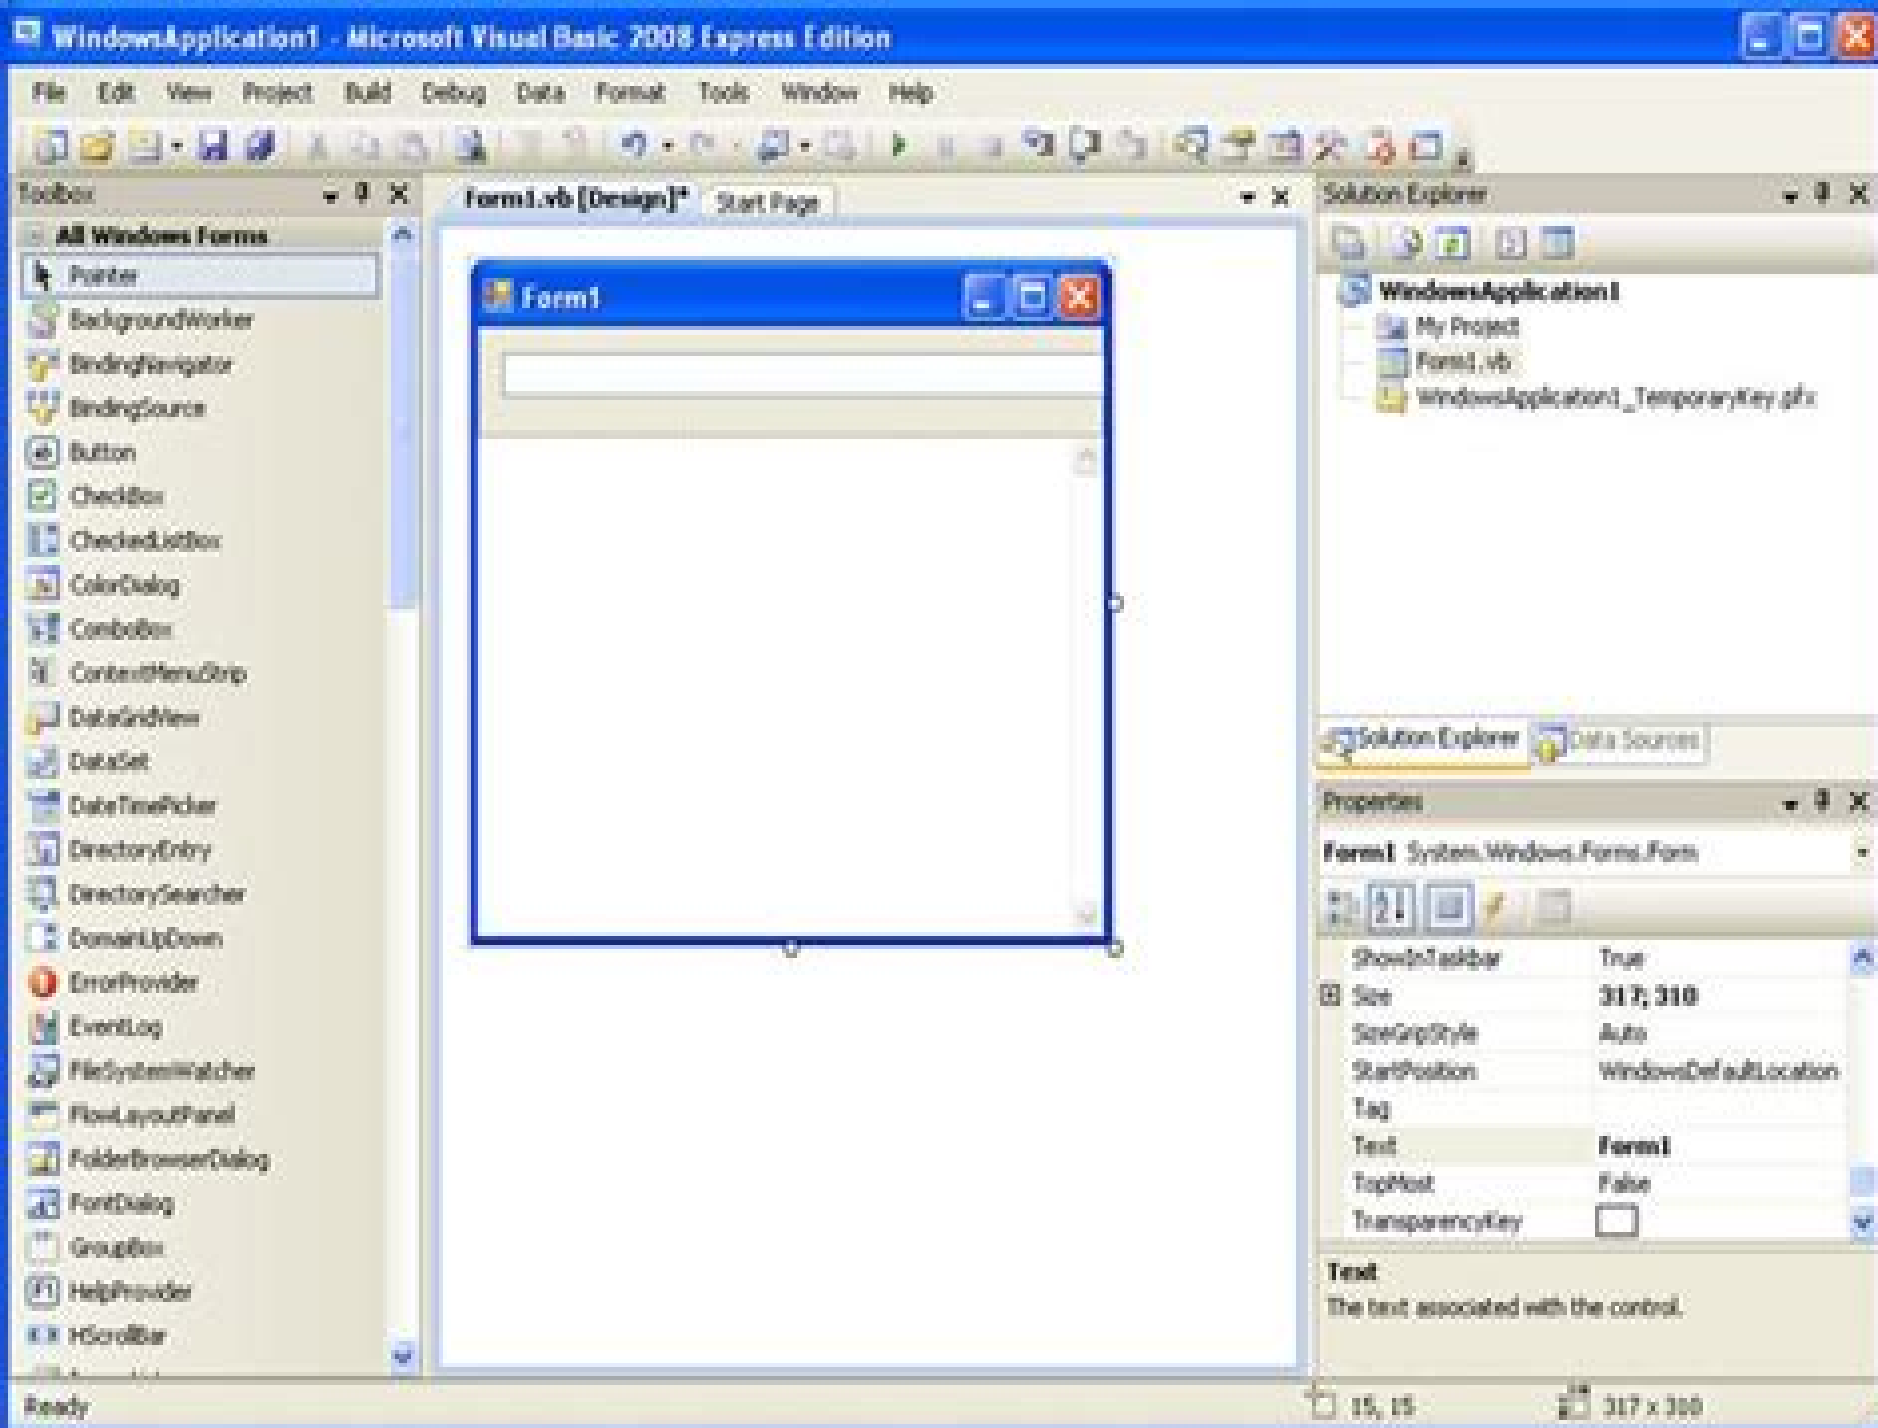 WindowsApplication1 - Microsoft Visual Basic 2008 Express Edition
File Edit View Project Build Debug Data Format Tools Window Help
Toolbox
All Windows Forms
Pointer
BackgroundWorker
BindingNavigator
BindingSource
Button
CheckBox
CheckedListBox
ColorDialog
ComboBox
ContextMenuStrip
DataGridView
DataSet
DateTimePicker
DirectoryEntry
DirectorySearcher
DomainUpDown
ErrorProvider
EventLog
FileSystemWatcher
FlowLayoutPanel
FolderBrowserDialog
FontDialog
GroupBox
HelpProvider
HScrollBar
Form1.vb [Design]* Start Page
Form1
Solution Explorer
WindowsApplication1
My Project
Form1.vb
WindowsApplication1_TemporaryKey.pfx
Solution Explorer Data Sources
Properties
Form1 System.Windows.Forms.Form
ShowInTaskbar True
Size 317; 310
SizeGripStyle Auto
StartPosition WindowsDefaultLocation
Tag
Text Form1
TopMost False
TransparencyKey
Text
The text associated with the control.
Ready 15, 15 317 x 310